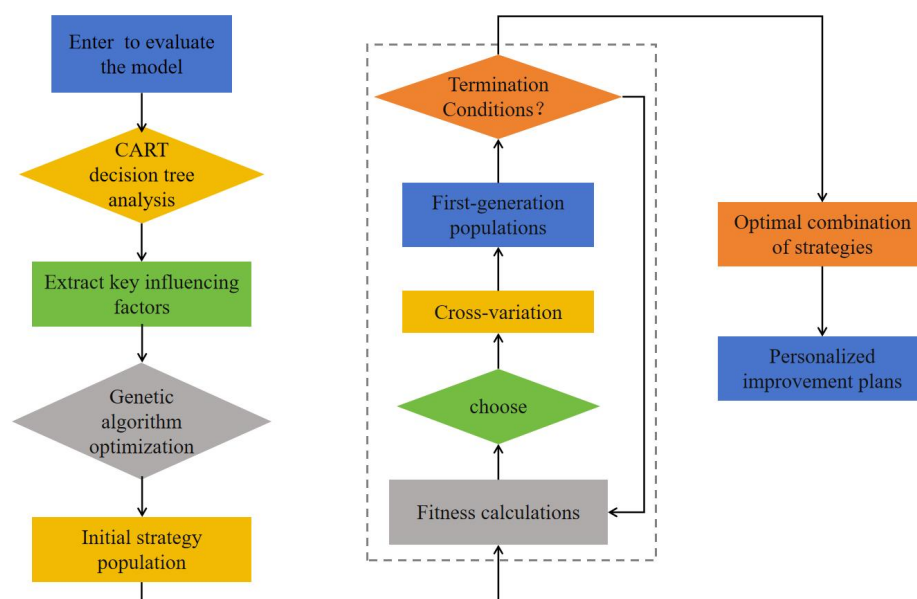 Enter to evaluate
the model
CART
decision tree
analysis
Extract key influencing
factors
Genetic
algorithm
optimization
Initial strategy
population
Termination
Conditions？
First-generation
populations
Cross-variation
choose
Fitness calculations
Optimal combination
of strategies
Personalized
improvement plans